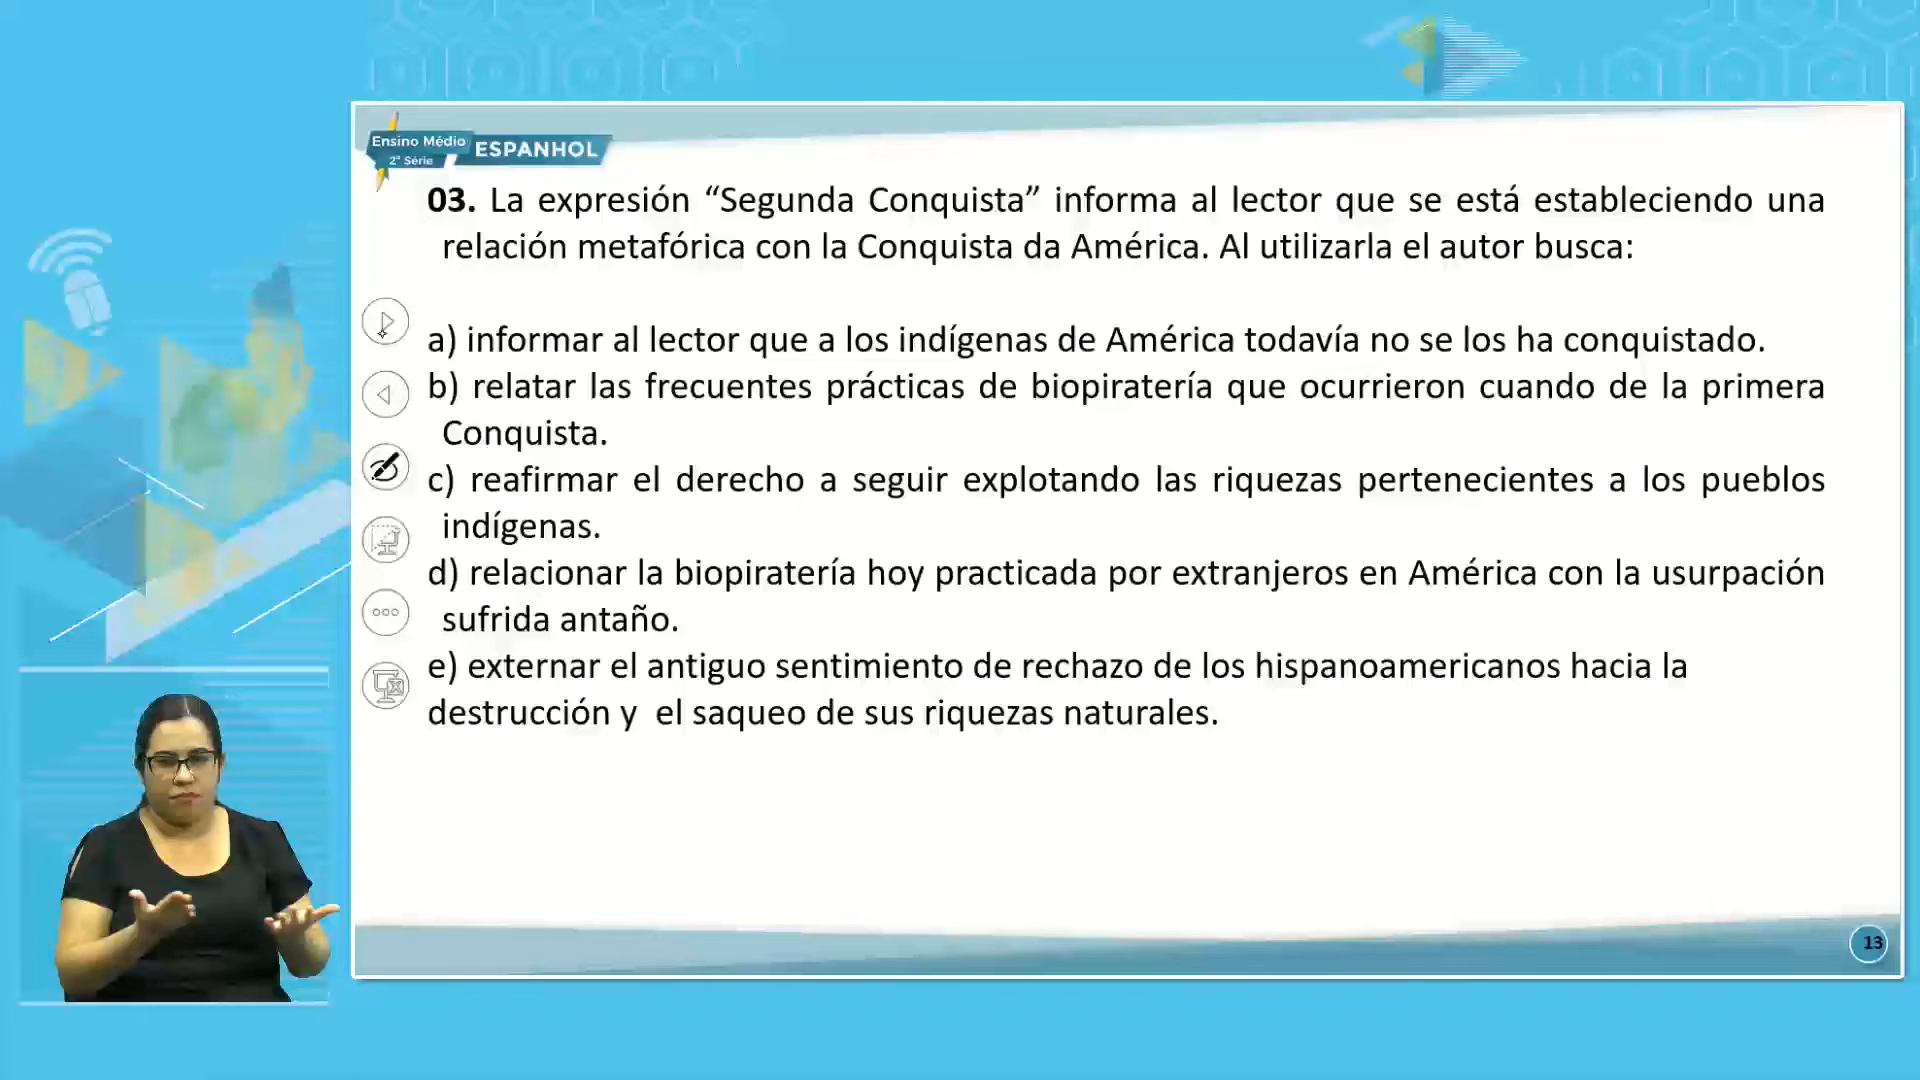 Ensino Médio
2ª Série
ESPANHOL
03. La expresión “Segunda Conquista” informa al lector que se está estableciendo una
relación metafórica con la Conquista da América. Al utilizarla el autor busca:
a) informar al lector que a los indígenas de América todavía no se los ha conquistado.
b) relatar las frecuentes prácticas de biopiratería que ocurrieron cuando de la primera
Conquista.
c) reafirmar el derecho a seguir explotando las riquezas pertenecientes a los pueblos
indígenas.
d) relacionar la biopiratería hoy practicada por extranjeros en América con la usurpación
sufrida antaño.
e) externar el antiguo sentimiento de rechazo de los hispanoamericanos hacia la
destrucción y  el saqueo de sus riquezas naturales.
13